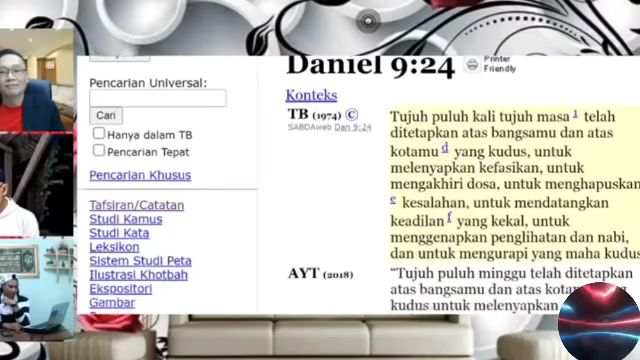 Daniel 9:24
Printer
Friendly
Pencarian Universal:
Cari
Hanya dalam TB
Pencarian Tepat
Pencarian Khusus
Tafsiran/Catatan
Studi Kamus
Studi Kata
Leksikon
Sistem Studi Peta
Ilustrasi Khotbah
Ekspositori
Gambar
Konteks
TB (1974) ©
SABDAweb Dan 9:24
Tujuh puluh kali tujuh masa 1 telah
ditetapkan atas bangsamu dan atas
kotamu d yang kudus, untuk
melenyapkan kefasikan, untuk
mengakhiri dosa, untuk menghapuskan
e kesalahan, untuk mendatangkan
keadilan f yang kekal, untuk
menggenapkan penglihatan dan nabi,
dan untuk mengurapi yang maha kudus
AYT (2018)
“Tujuh puluh minggu telah ditetapkan
atas bangsamu dan atas
kudus untuk melenyapkan